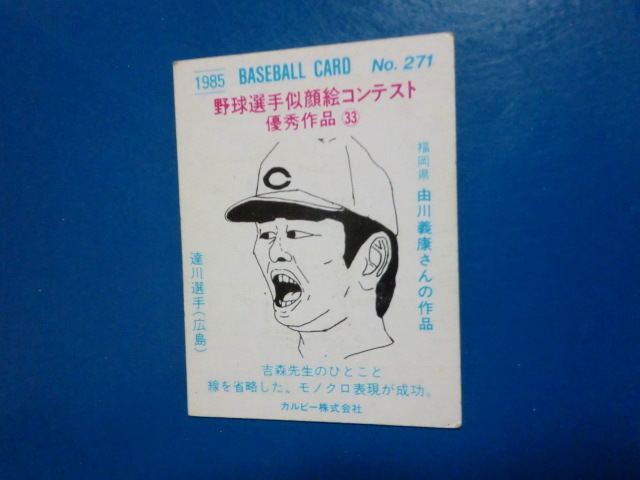 1985 BASEBALL CARD No. 271
野球選手似顔絵コンテスト
優秀作品 ㉝
福岡県 由川義康さんの作品
C
達川選手(広島)
吉森先生のひとこと
線を省略した、モノクロ表現が成功。
カルビー株式会社